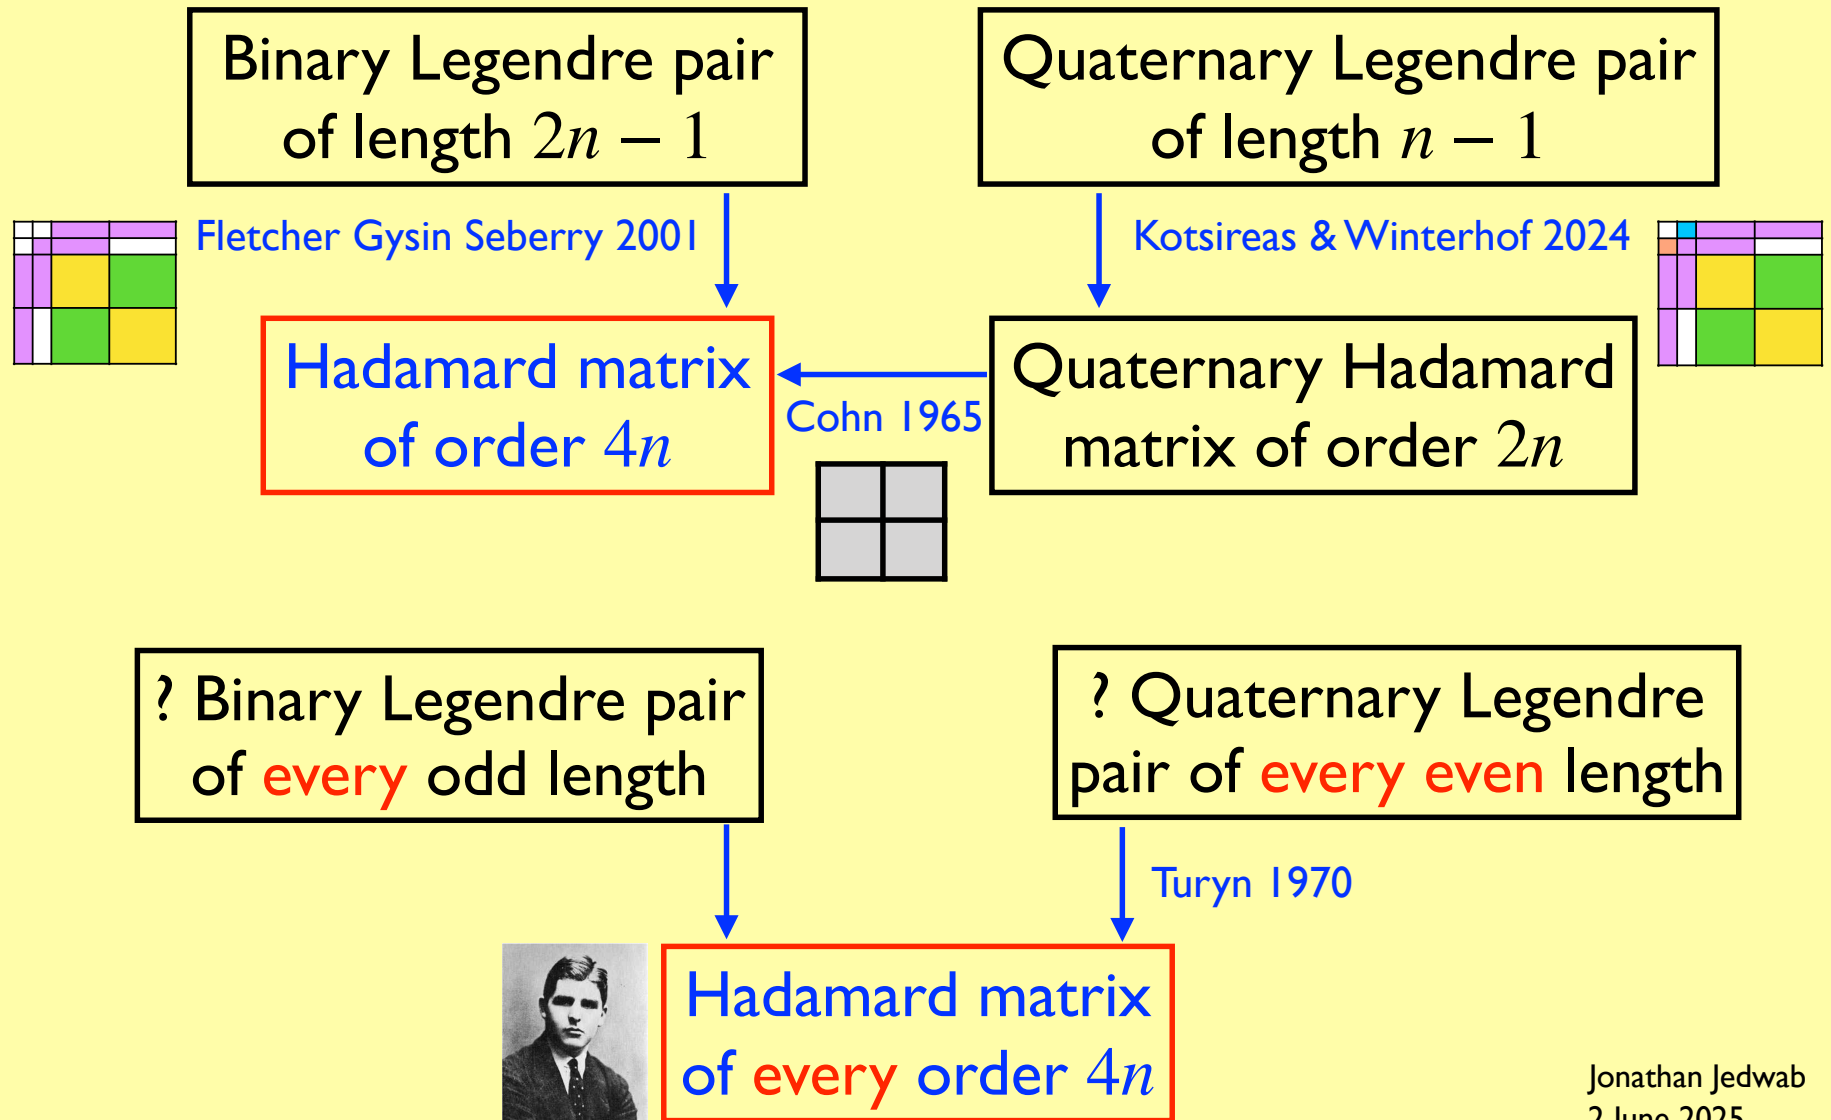 Binary Legendre pair
of length 2n − 1
Quaternary Legendre pair
of length n − 1
Fletcher Gysin Seberry 2001
Kotsireas & Winterhof 2024
Hadamard matrix
of order 4n
Cohn 1965
Quaternary Hadamard
matrix of order 2n
? Binary Legendre pair
of every odd length
? Quaternary Legendre
pair of every even length
Turyn 1970
Hadamard matrix
of every order 4n
Jonathan Jedwab
2 June 2025